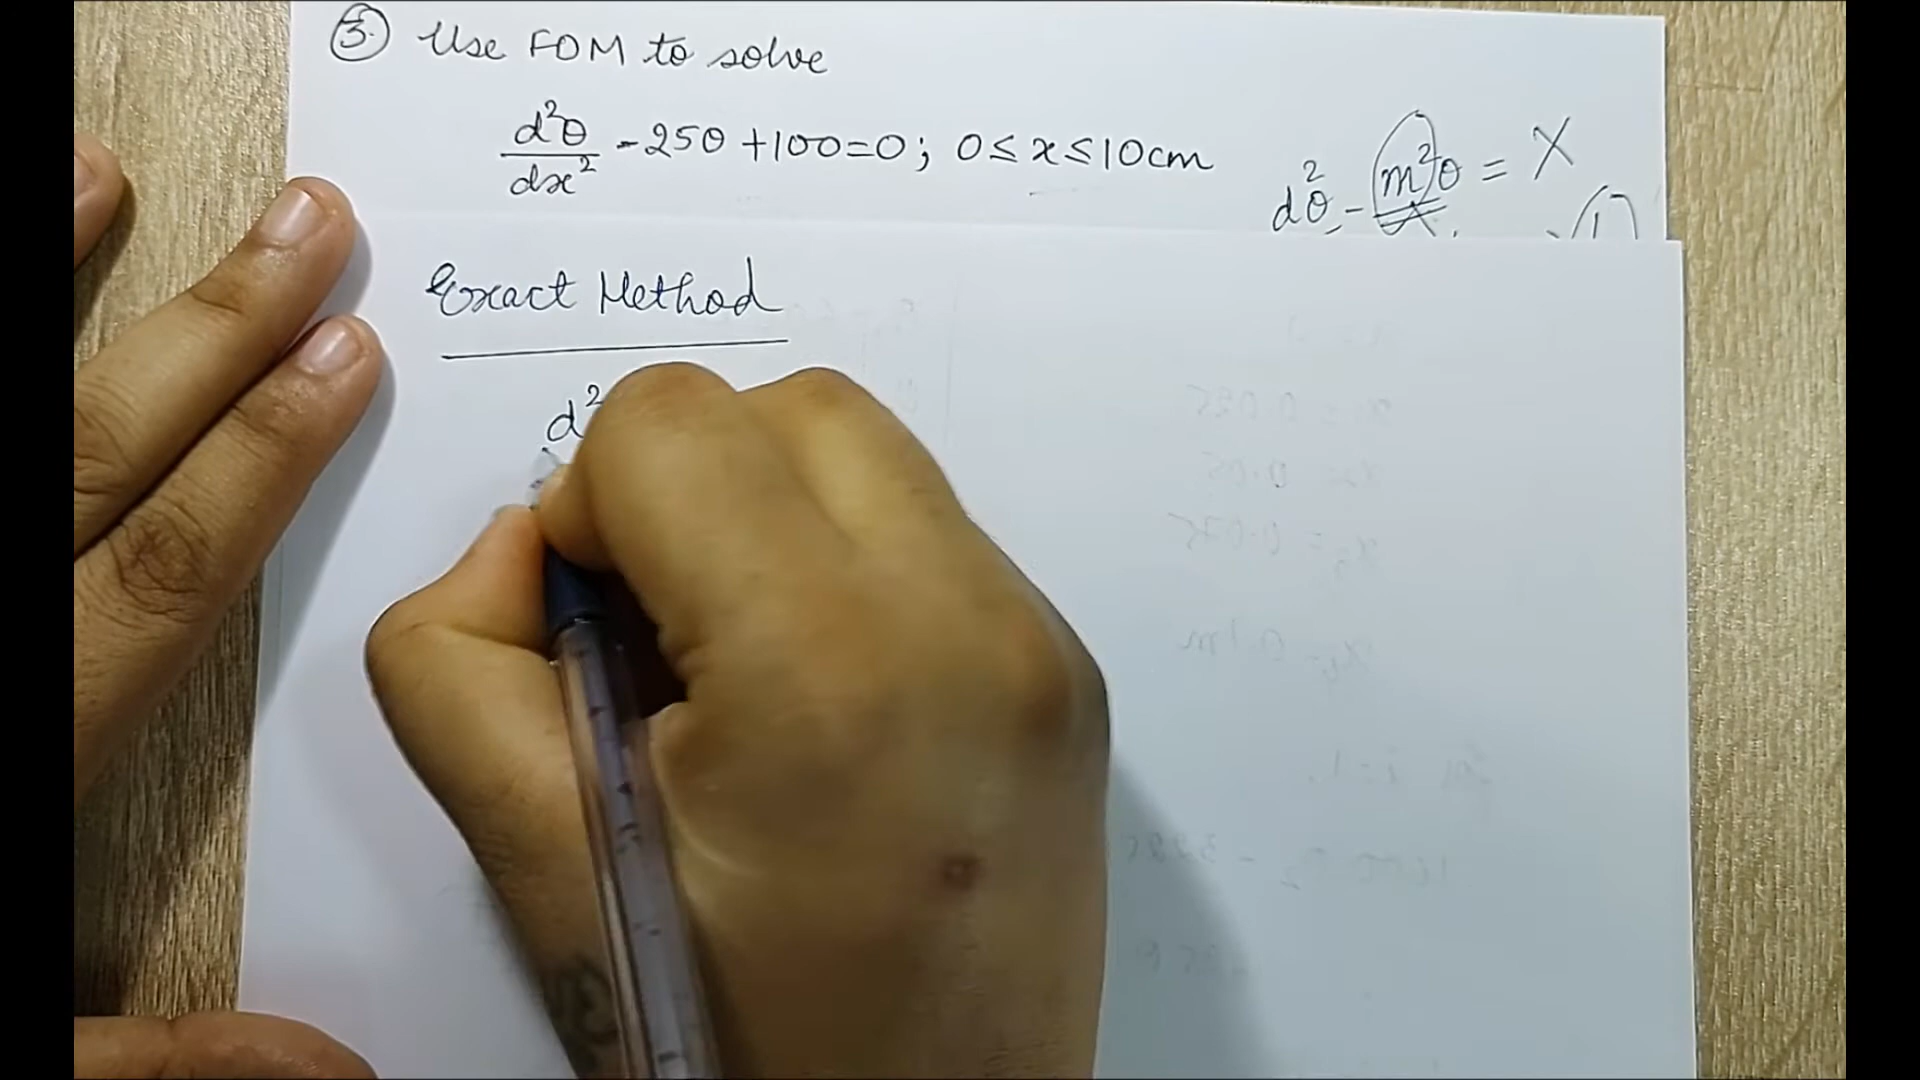 3. Use FDM to solve
d²θ/dx² - 25θ + 100 = 0 ; 0 ≤ x ≤ 10cm
d²θ - m²θ = X
Exact Method
d²